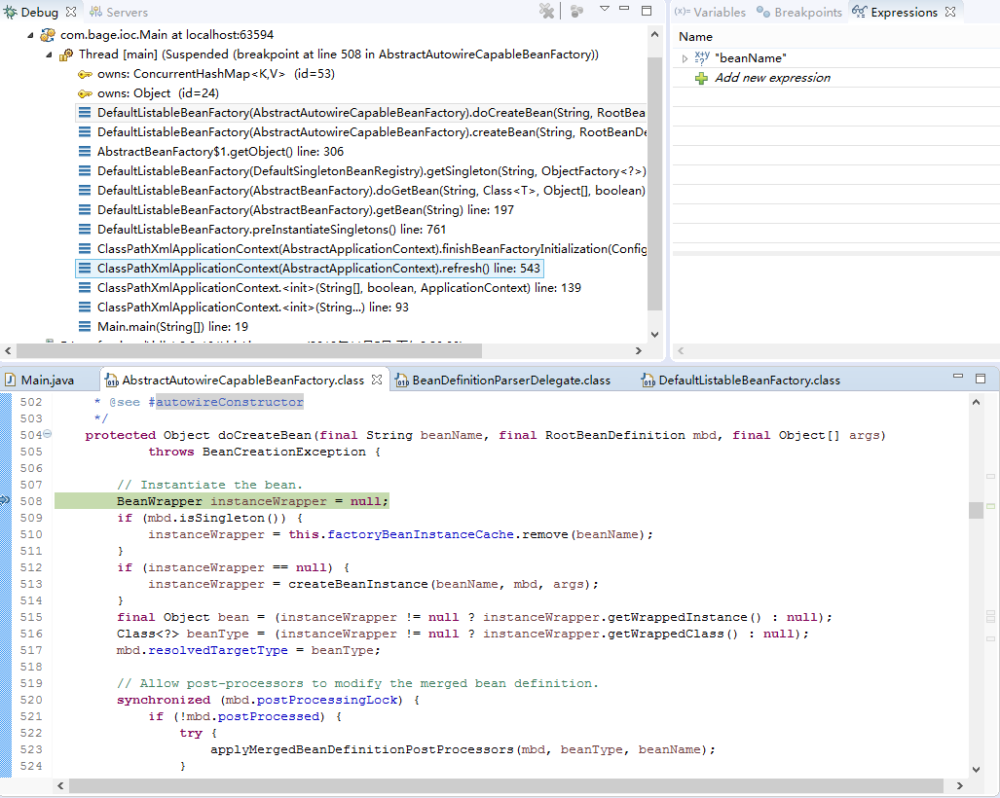 Debug Servers
com.bage.ioc.Main at localhost:63594
Thread [main] (Suspended (breakpoint at line 508 in AbstractAutowireCapableBeanFactory))
owns: ConcurrentHashMap<K,V> (id=53)
owns: Object (id=24)
DefaultListableBeanFactory(AbstractAutowireCapableBeanFactory).doCreateBean(String, RootBea
DefaultListableBeanFactory(AbstractAutowireCapableBeanFactory).createBean(String, RootBeanDe
AbstractBeanFactory$1.getObject() line: 306
DefaultListableBeanFactory(DefaultSingletonBeanRegistry).getSingleton(String, ObjectFactory<?>)
DefaultListableBeanFactory(AbstractBeanFactory).doGetBean(String, Class<T>, Object[], boolean)
DefaultListableBeanFactory(AbstractBeanFactory).getBean(String) line: 197
DefaultListableBeanFactory.preInstantiateSingletons() line: 761
ClassPathXmlApplicationContext(AbstractApplicationContext).finishBeanFactoryInitialization(Config
ClassPathXmlApplicationContext(AbstractApplicationContext).refresh() line: 543
ClassPathXmlApplicationContext.<init>(String[], boolean, ApplicationContext) line: 139
ClassPathXmlApplicationContext.<init>(String...) line: 93
Main.main(String[]) line: 19
(x)= Variables Breakpoints Expressions
Name
"beanName"
Add new expression
Main.java AbstractAutowireCapableBeanFactory.class BeanDefinitionParserDelegate.class DefaultListableBeanFactory.class
502 * @see #autowireConstructor
503 */
504 protected Object doCreateBean(final String beanName, final RootBeanDefinition mbd, final Object[] args)
505 throws BeanCreationException {
506
507 // Instantiate the bean.
508 BeanWrapper instanceWrapper = null;
509 if (mbd.isSingleton()) {
510 instanceWrapper = this.factoryBeanInstanceCache.remove(beanName);
511 }
512 if (instanceWrapper == null) {
513 instanceWrapper = createBeanInstance(beanName, mbd, args);
514 }
515 final Object bean = (instanceWrapper != null ? instanceWrapper.getWrappedInstance() : null);
516 Class<?> beanType = (instanceWrapper != null ? instanceWrapper.getWrappedClass() : null);
517 mbd.resolvedTargetType = beanType;
518
519 // Allow post-processors to modify the merged bean definition.
520 synchronized (mbd.postProcessingLock) {
521 if (!mbd.postProcessed) {
522 try {
523 applyMergedBeanDefinitionPostProcessors(mbd, beanType, beanName);
524 }